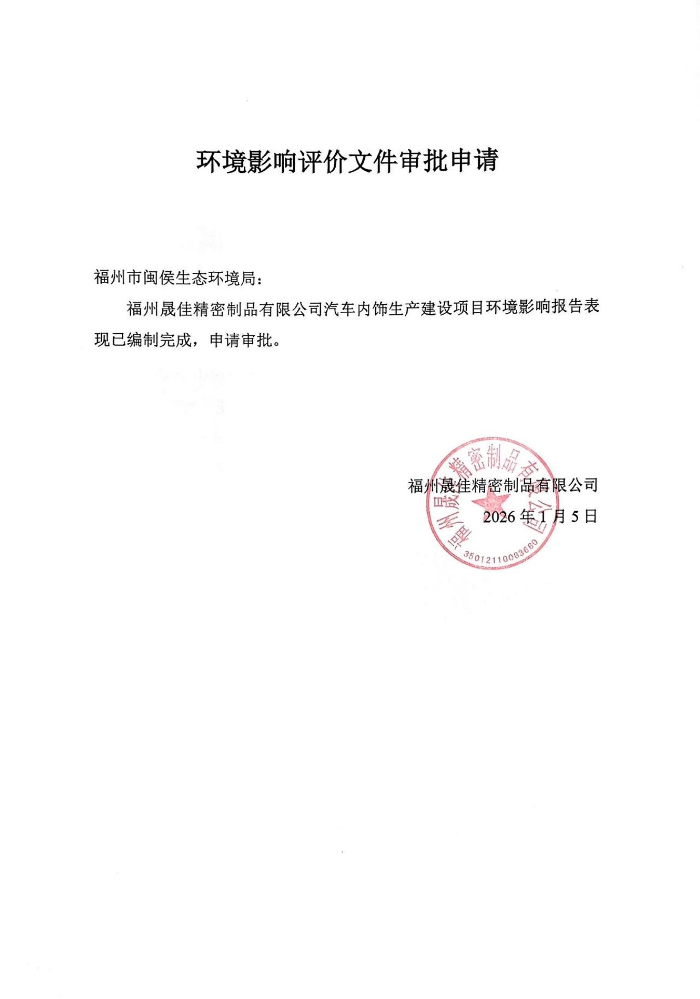 环境影响评价文件审批申请
福州市闽侯生态环境局：
福州晟佳精密制品有限公司汽车内饰生产建设项目环境影响报告表
现已编制完成，申请审批。
福州晟佳精密制品有限公司
2026年1月5日
福州晟佳精密制品有限公司
35012110083680